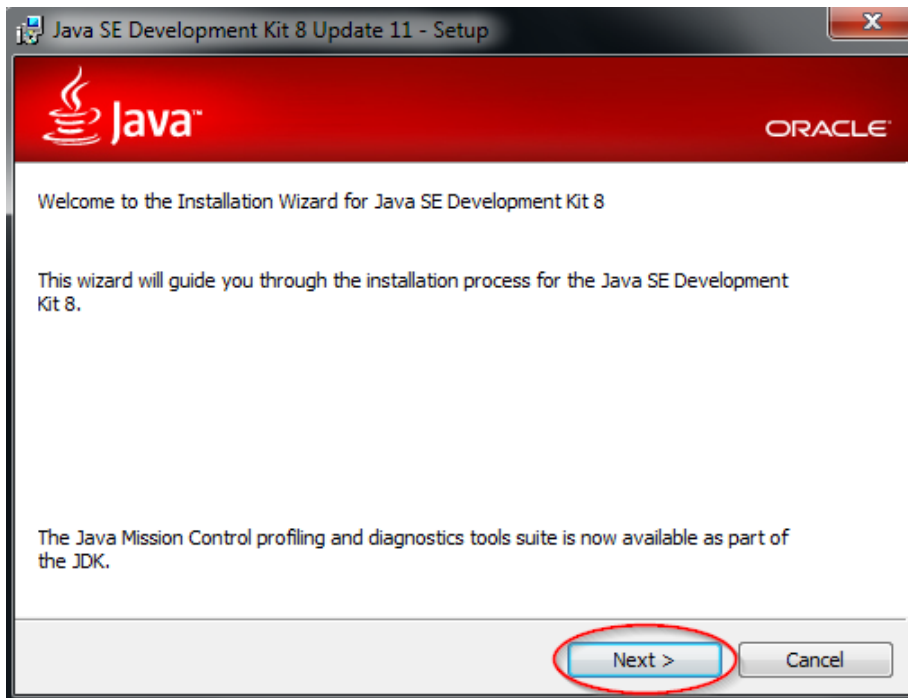 Java SE Development Kit 8 Update 11 - Setup
Java™
ORACLE®
Welcome to the Installation Wizard for Java SE Development Kit 8
This wizard will guide you through the installation process for the Java SE Development
Kit 8.
The Java Mission Control profiling and diagnostics tools suite is now available as part of
the JDK.
Next >
Cancel